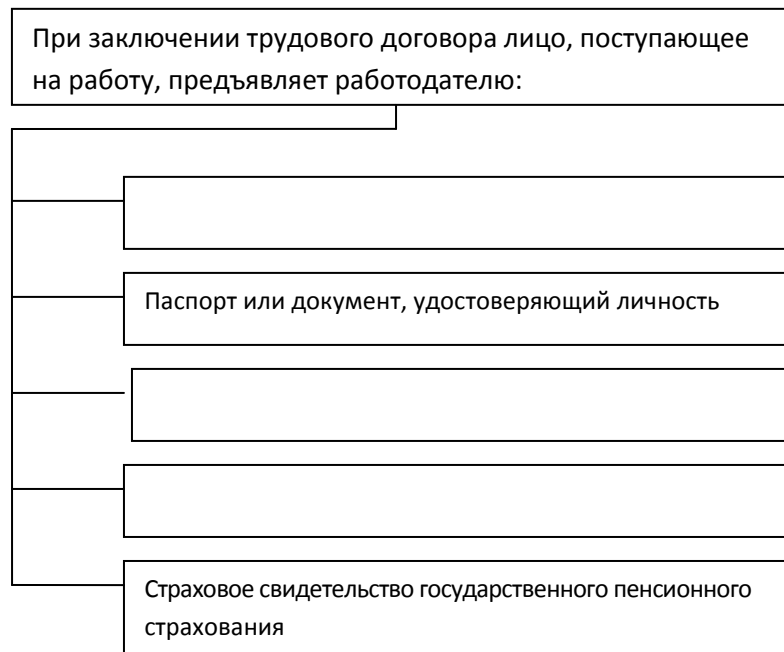 При заключении трудового договора лицо, поступающее
на работу, предъявляет работодателю:
Паспорт или документ, удостоверяющий личность
Страховое свидетельство государственного пенсионного
страхования